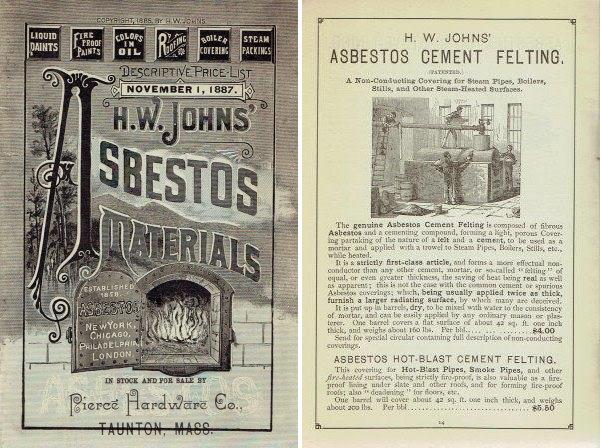 COPYRIGHT, 1885, BY H.W. JOHNS.
LIQUID PAINTS
FIRE PROOF PAINTS
COLORS IN OIL
ROOFING
BOILER COVERING
STEAM PACKINGS
DESCRIPTIVE PRICE-LIST
NOVEMBER 1, 1887.
H.W. JOHNS'
ASBESTOS
MATERIALS
ESTABLISHED 1858.
ASBESTOS
NEW YORK,
CHICAGO,
PHILADELPHIA,
LONDON.
IN STOCK AND FOR SALE BY
Pierce Hardware Co.,
TAUNTON, MASS.
H. W. JOHNS'
ASBESTOS CEMENT FELTING.
(PATENTED).
A Non-Conducting Covering for Steam Pipes, Boilers,
Stills, and Other Steam-Heated Surfaces.
The genuine Asbestos Cement Felting is composed of fibrous
Asbestos and a cementing compound, forming a light, porous Cover-
ing partaking of the nature of a felt and a cement, to be used as a
mortar and applied with a trowel to Steam Pipes, Boilers, Stills, etc.,
while heated.
It is a strictly first-class article, and forms a more effectual non-
conductor than any other cement, mortar, or so-called "felting" of
equal, or even greater thickness, the saving of heat being real as well
as apparent; this is not the case with the common cement or spurious
Asbestos coverings; which, being usually applied twice as thick,
furnish a larger radiating surface, by which many are deceived.
It is put up in barrels, dry, to be mixed with water to the consistency
of mortar, and can be easily applied by any ordinary mason or plas-
terer. One barrel covers a flat surface of about 42 sq. ft. one inch
thick, and weighs about 160 lbs. Per bbl. $4.00
Send for special circular containing full description of non-conducting
coverings.
ASBESTOS HOT-BLAST CEMENT FELTING.
This covering for Hot-Blast Pipes, Smoke Pipes, and other
fire-heated surfaces, being strictly fire-proof, is also valuable as a fire-
proof lining under slate and other roofs, and for forming fire-proof
roofs; also "deadening" for floors, etc.
One barrel will cover about 42 sq. ft. one inch thick, and weighs
about 200 lbs. Per bbl. $5.50
14